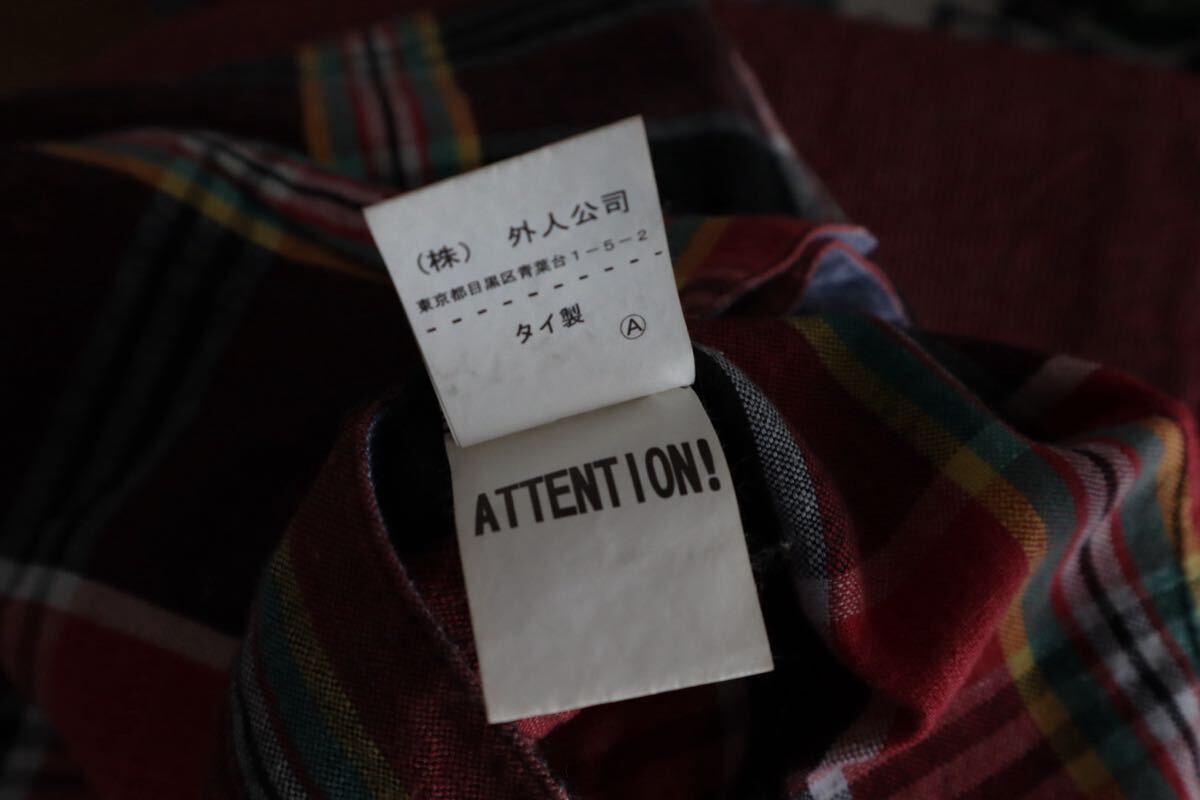 （株） 外人公司
東京都目黒区青葉台1－5－2
- - - - - - - - - -
タイ製 Ⓐ
ATTENTION!